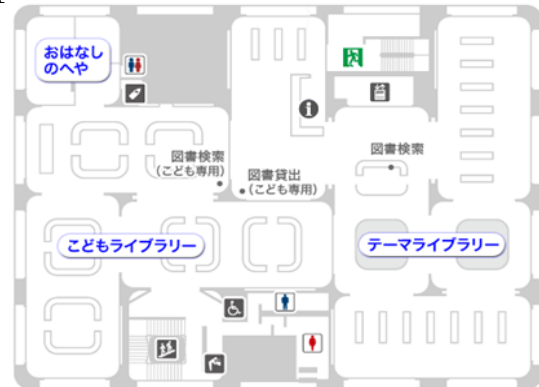 おはなし
のへや
図書検索
(こども専用)
図書貸出
(こども専用)
図書検索
こどもライブラリー
テーマライブラリー